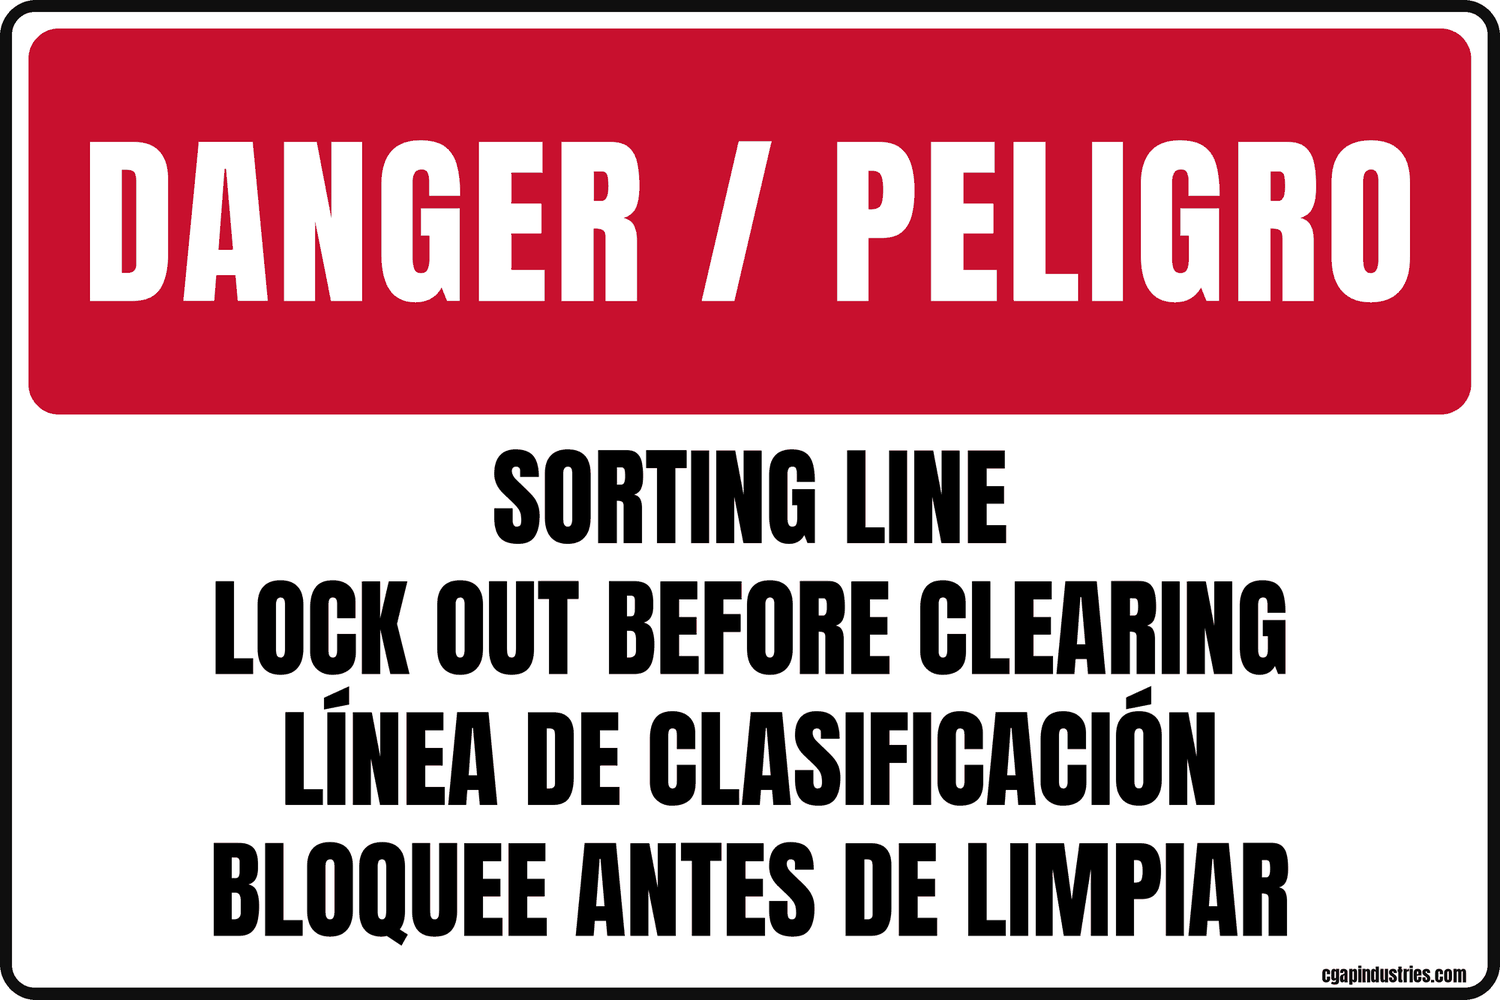 DANGER / PELIGRO
SORTING LINE
LOCK OUT BEFORE CLEARING
LÍNEA DE CLASIFICACIÓN
BLOQUEE ANTES DE LIMPIAR
cgapindustries.com